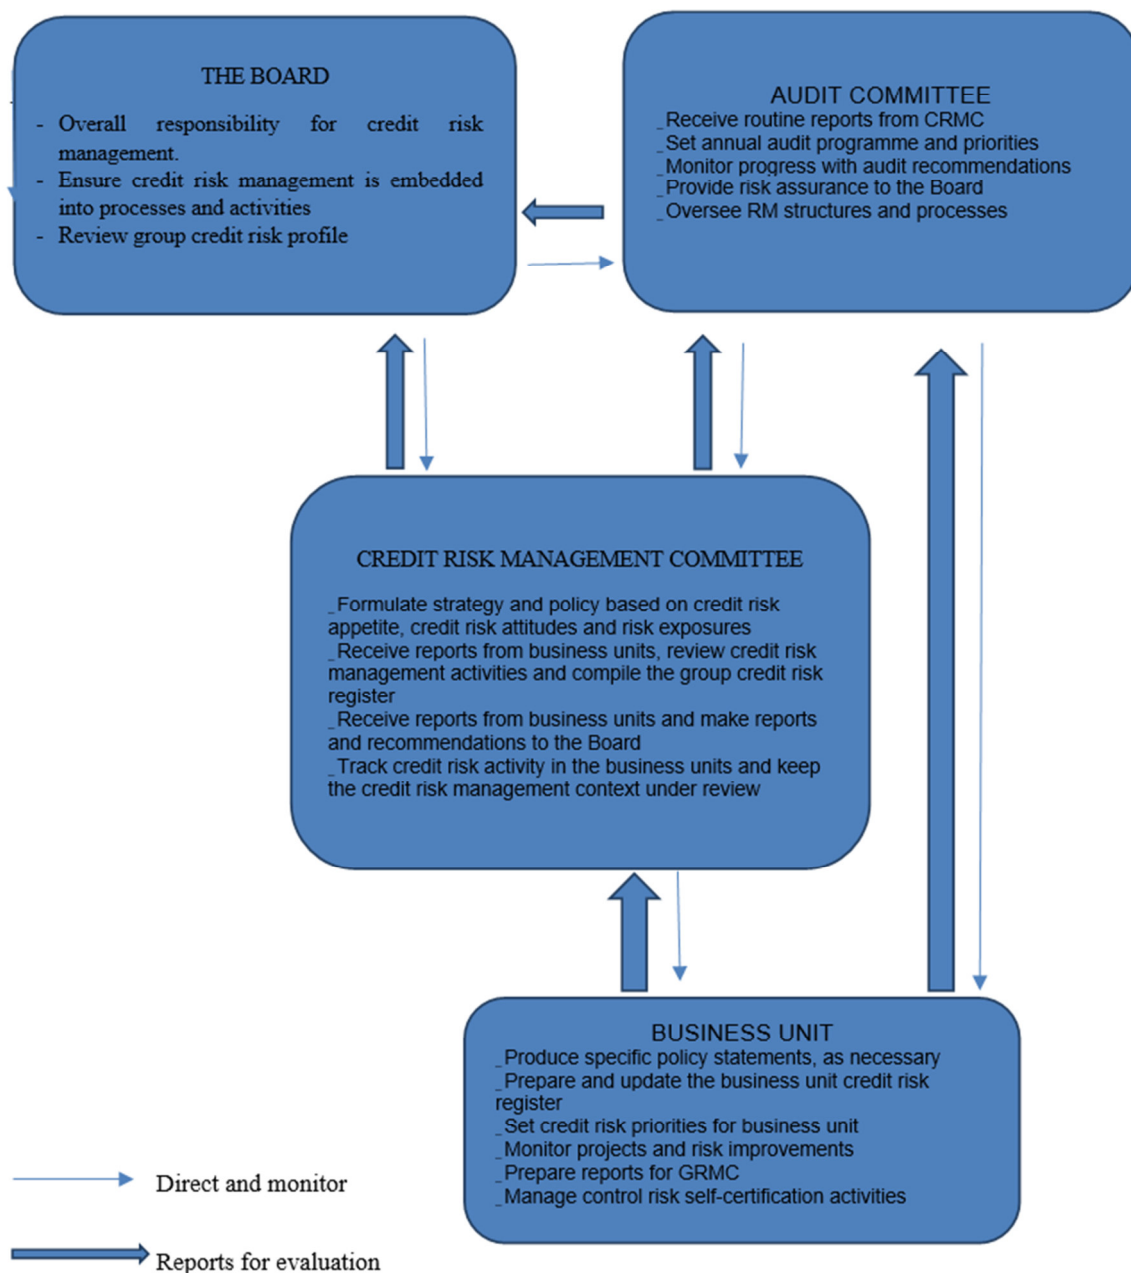 THE BOARD
- Overall responsibility for credit risk
management.
- Ensure credit risk management is embedded
into processes and activities
- Review group credit risk profile
AUDIT COMMITTEE
_Receive routine reports from CRMC
_Set annual audit programme and priorities
_Monitor progress with audit recommendations
_Provide risk assurance to the Board
_Oversee RM structures and processes
CREDIT RISK MANAGEMENT COMMITTEE
_Formulate strategy and policy based on credit risk
appetite, credit risk attitudes and risk exposures
_Receive reports from business units, review credit risk
management activities and compile the group credit risk
register
_Receive reports from business units and make reports
and recommendations to the Board
_Track credit risk activity in the business units and keep
the credit risk management context under review
BUSINESS UNIT
_Produce specific policy statements, as necessary
_Prepare and update the business unit credit risk
register
_Set credit risk priorities for business unit
_Monitor projects and risk improvements
_Prepare reports for GRMC
_Manage control risk self-certification activities
Direct and monitor
Reports for evaluation